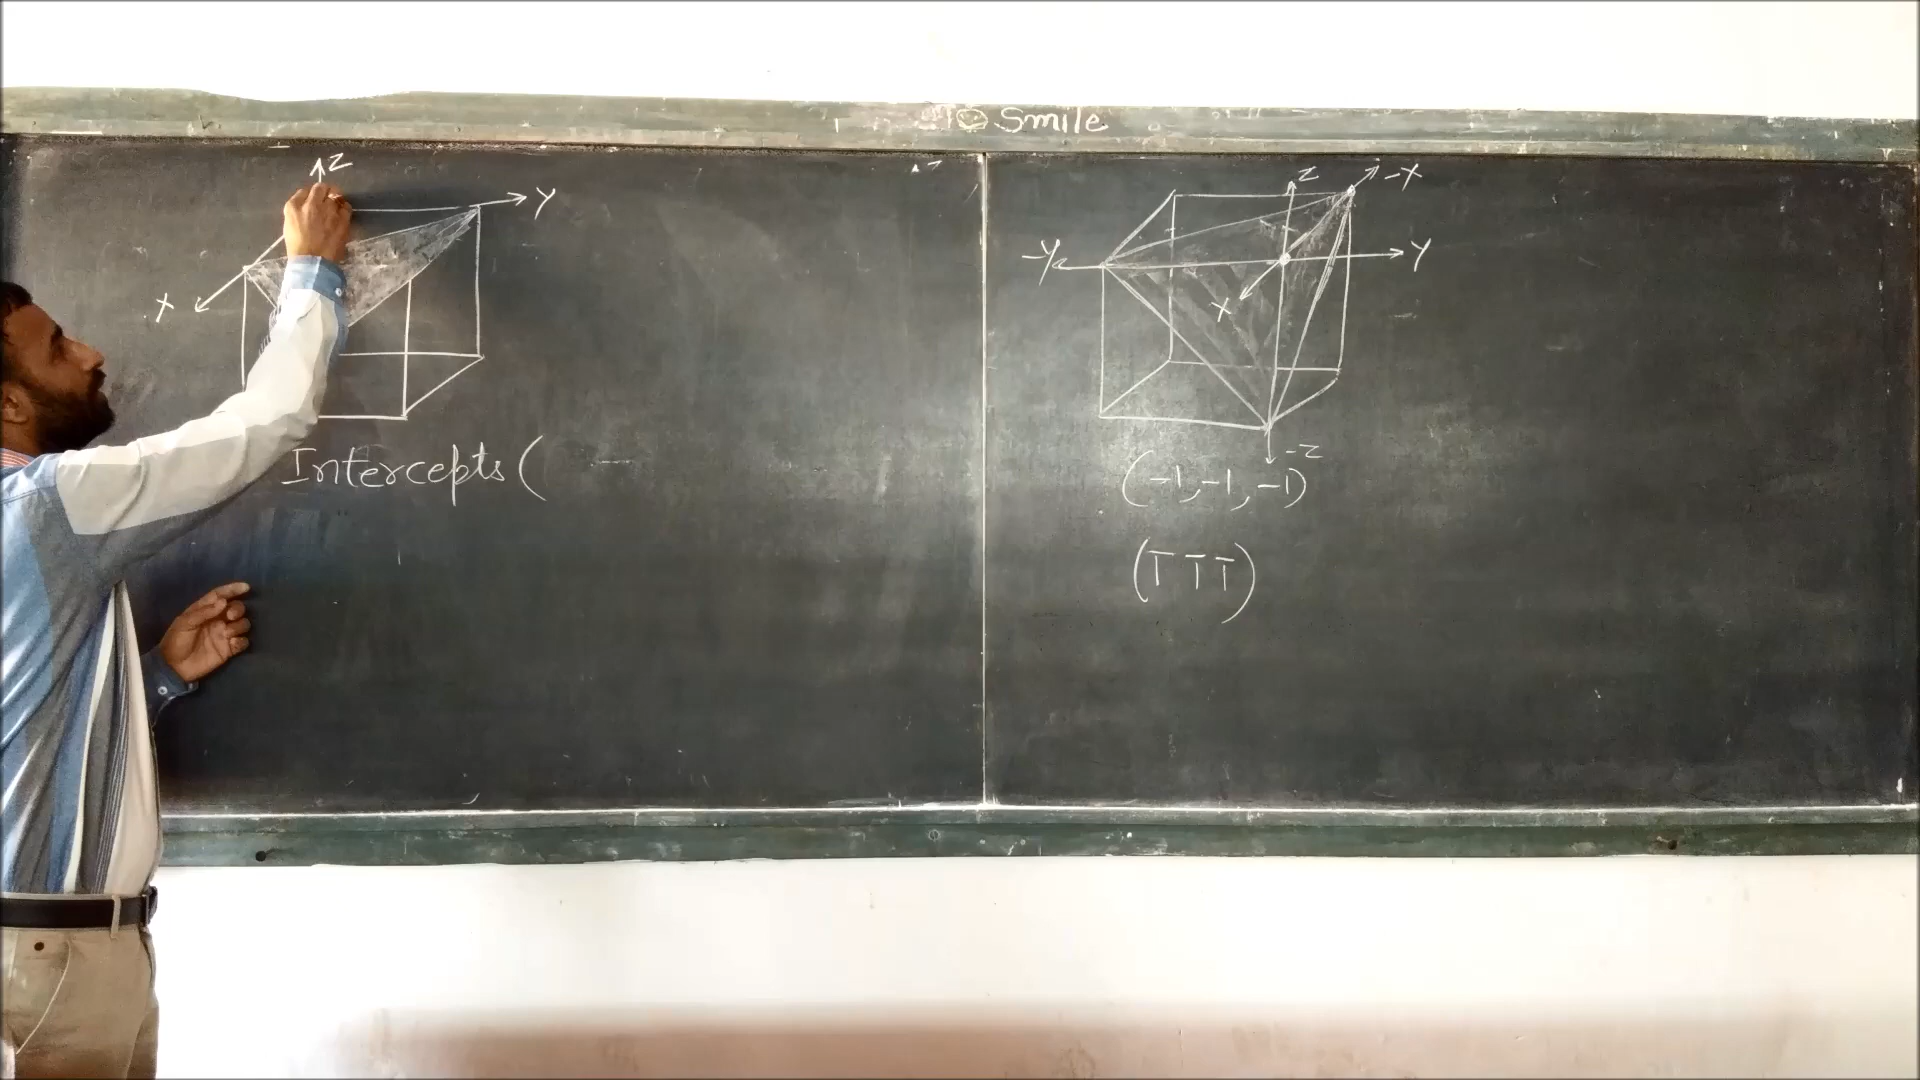 Smile
Z
Y
X
Intercepts (
Z
-X
-Y
Y
X
-Z
(-1, -1, -1)
(1̅ 1̅ 1̅)